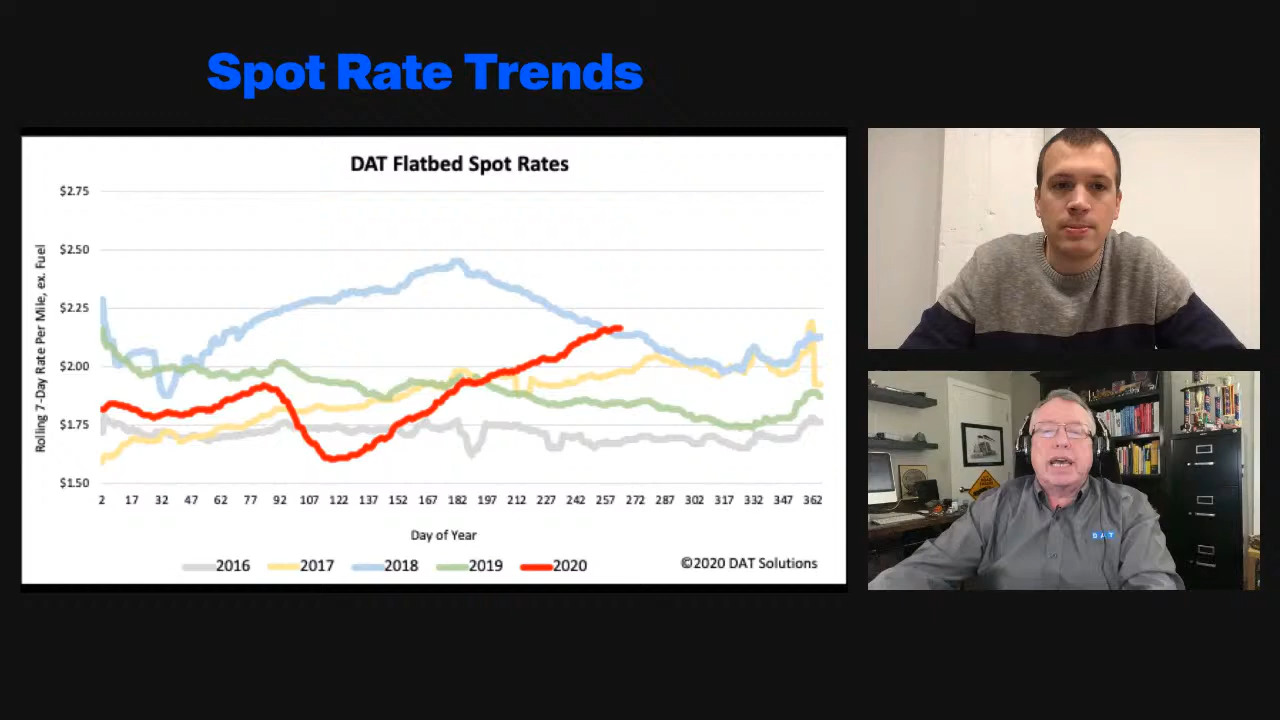 Spot Rate Trends
DAT Flatbed Spot Rates
Rolling 7-Day Rate Per Mile, ex. Fuel
$2.75
$2.50
$2.25
$2.00
$1.75
$1.50
2 17 32 47 62 77 92 107 122 137 152 167 182 197 212 227 242 257 272 287 302 317 332 347 362
Day of Year
2016 2017 2018 2019 2020
©2020 DAT Solutions
DAT